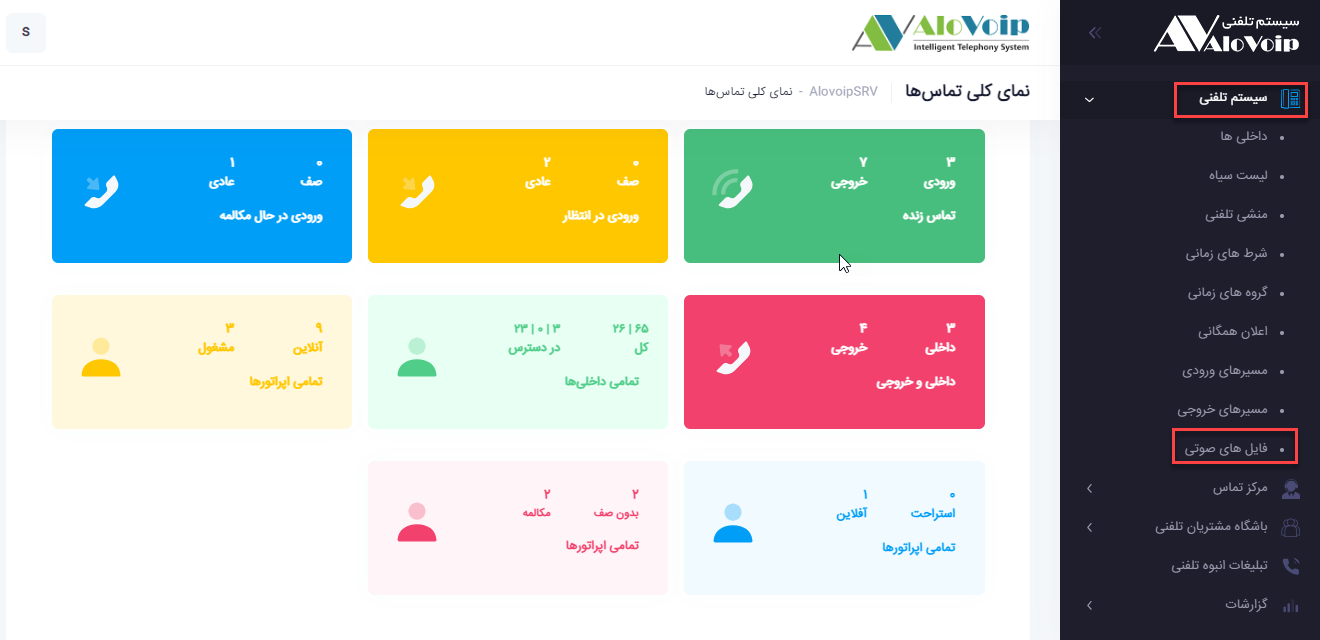 سیستم تلفنی
AloVoip
سیستم تلفنی
داخلی ها
لیست سیاه
منشی تلفنی
شرط های زمانی
گروه های زمانی
اعلان همگانی
مسیرهای ورودی
مسیرهای خروجی
فایل های صوتی
مرکز تماس
باشگاه مشتریان تلفنی
تبلیغات انبوه تلفنی
گزارشات
AloVoip
Intelligent Telephony System
S
نمای کلی تماس‌ها
AlovoipSRV - نمای کلی تماس‌ها
۳ ۷
ورودی خروجی
تماس زنده
۰ ۲
صف عادی
ورودی در انتظار
۰ ۱
صف عادی
ورودی در حال مکالمه
۳ ۴
داخلی خروجی
داخلی و خروجی
۲۶ | ۶۵ ۲۳ | ۰ | ۳
کل در دسترس
تمامی داخلی‌ها
۹ ۳
آنلاین مشغول
تمامی اپراتورها
۰ ۱
استراحت آفلاین
تمامی اپراتورها
۲ ۲
بدون صف مکالمه
تمامی اپراتورها